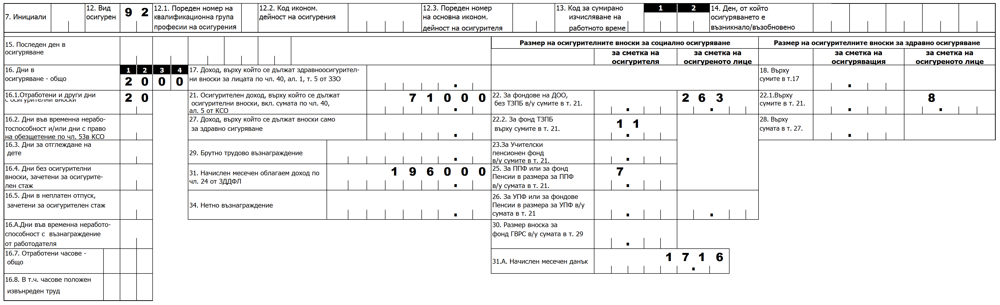 7. Инициали
12. Вид
осигурен
9 2
12.1. Пореден номер на
квалификационна група
професии на осигурения
12.2. Код иконом.
дейност на осигурения
12.3. Пореден номер
на основна иконом.
дейност на осигурителя
13. Код за сумирано
изчисляване на
работното време
1 2
14. Ден, от който
осигуряването е
възникнало/възобновено
15. Последен ден в
осигуряване
Размер на осигурителните вноски за социално осигуряване
Размер на осигурителните вноски за здравно осигуряване
за сметка на
осигурителя
за сметка на
осигуреното лице
за сметка на
осигуряващия
за сметка на
осигуреното лице
16. Дни в
осигуряване - общо
1 2 3 4
2 0 0 0
17. Доход, върху който се дължат здравноосигурител-
ни вноски за лицата по чл. 40, ал. 1, т. 5 от ЗЗО
.
18. Върху
сумите в т.17
.
16.1.Отработени и други дни
с осигурителни вноски
2 0
21. Осигурителен доход, върху който се дължат
осигурителни вноски, вкл. сумата по чл. 40,
ал. 5 от КСО
7 1 0 0 0
.
22. За фондове на ДОО,
без ТЗПБ в/у сумите в т. 21.
.
2 6 3
.
22.1.Върху
сумите в т. 21.
.
8
.
16.2. Дни във временна нерабо-
тоспособност и/или дни с право
на обезщетение по чл. 53в КСО
27. Доход, върху който се дължат вноски само
за здравно сигуряване
.
22.2. За фонд ТЗПБ
върху сумите в т. 21.
1 1
.
28. Върху
сумата в т. 27.
.
16.3. Дни за отглеждане на
дете
29. Брутно трудово възнаграждение
.
23.За Учителски
пенсионен фонд
в/у сумите в т. 21.
.
16.4. Дни без осигурителни
вноски, зачетени за осигурите-
лен стаж
31. Начислен месечен облагаем доход по
чл. 24 от ЗДДФЛ
1 9 6 0 0 0
.
25. За ППФ или за фонд
Пенсии в размера за ППФ
в/у сумата в т. 21.
7
.
16.5. Дни в неплатен отпуск,
зачетени за осигурителен стаж
34. Нетно възнаграждение
.
26. За УПФ или за фондове
Пенсии в размера за УПФ в/у
сумата в т. 21
.
.
16.А.Дни във временна неработо-
способност с възнаграждение
от работодателя
30. Размер вноска за
фонд ГВРС в/у сумата в т. 29
.
16.7. Отработени часове -
общо
31.А. Начислен месечен данък
1 7 1 6
.
16.8. В т.ч. часове положен
извънреден труд